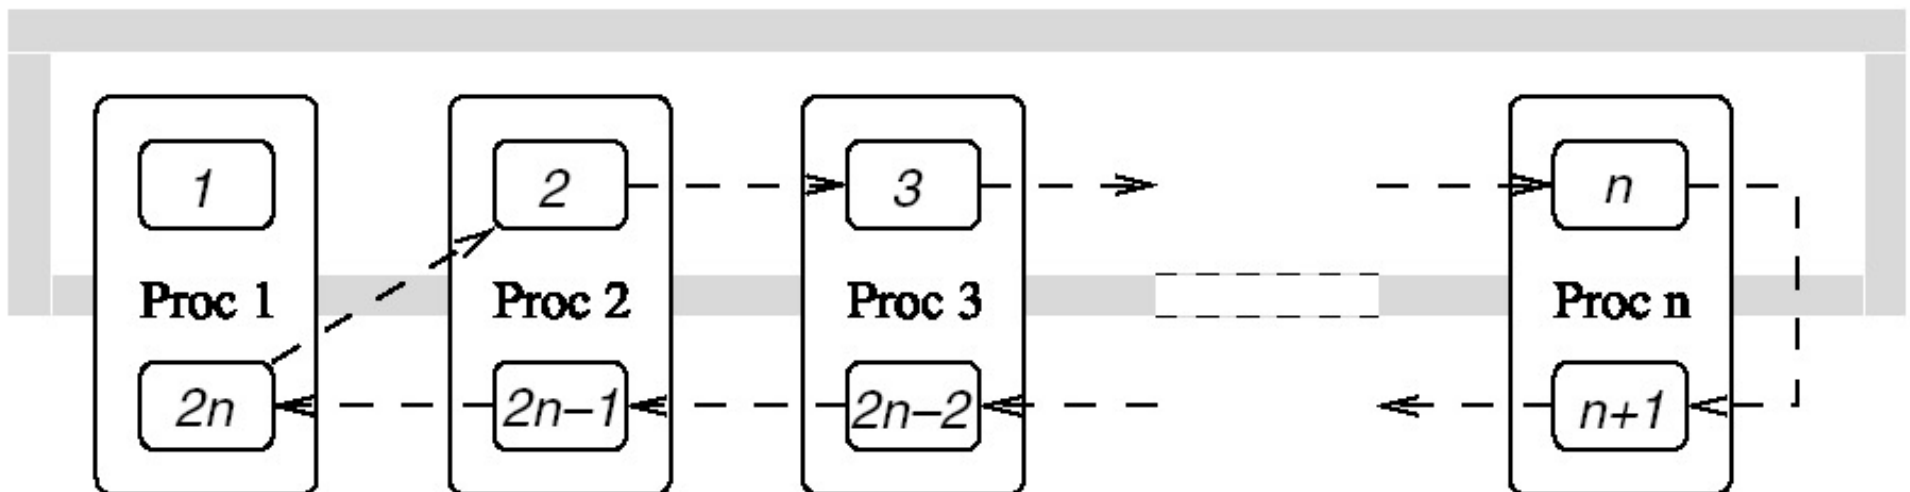 1 2 3 n
Proc 1 Proc 2 Proc 3 Proc n
2n 2n–1 2n–2 n+1